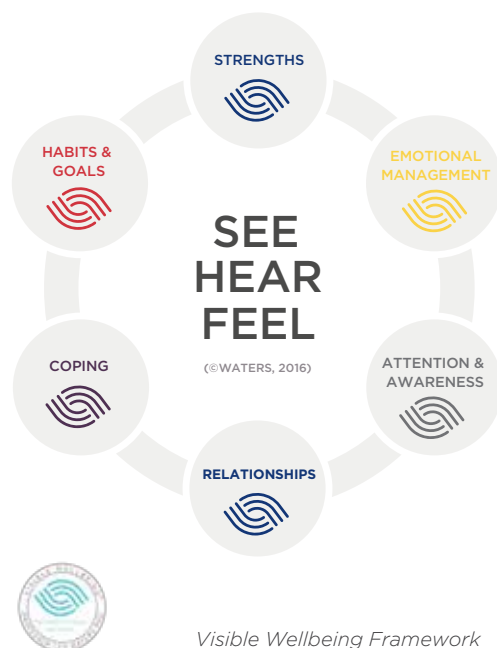 STRENGTHS
HABITS &
GOALS
EMOTIONAL
MANAGEMENT
SEE
HEAR
FEEL
(©WATERS, 2016)
COPING
ATTENTION &
AWARENESS
RELATIONSHIPS
Visible Wellbeing Framework